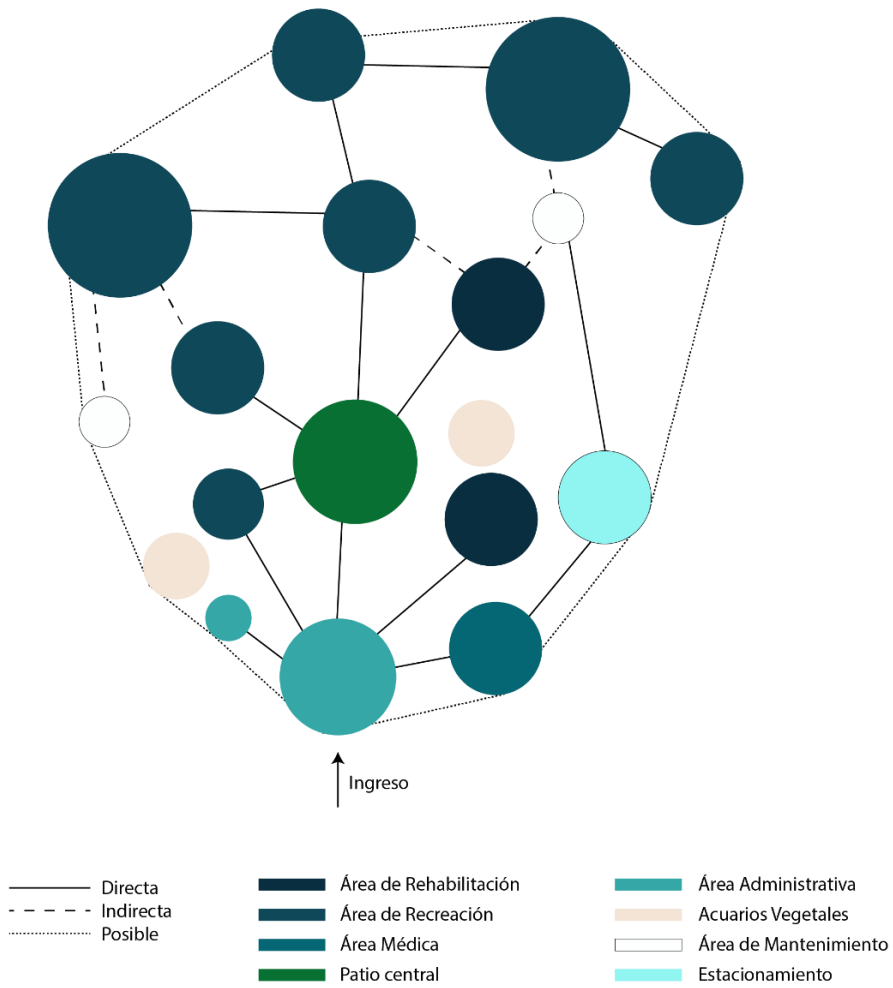 Ingreso
Directa
Indirecta
Posible
Área de Rehabilitación
Área de Recreación
Área Médica
Patio central
Área Administrativa
Acuarios Vegetales
Área de Mantenimiento
Estacionamiento